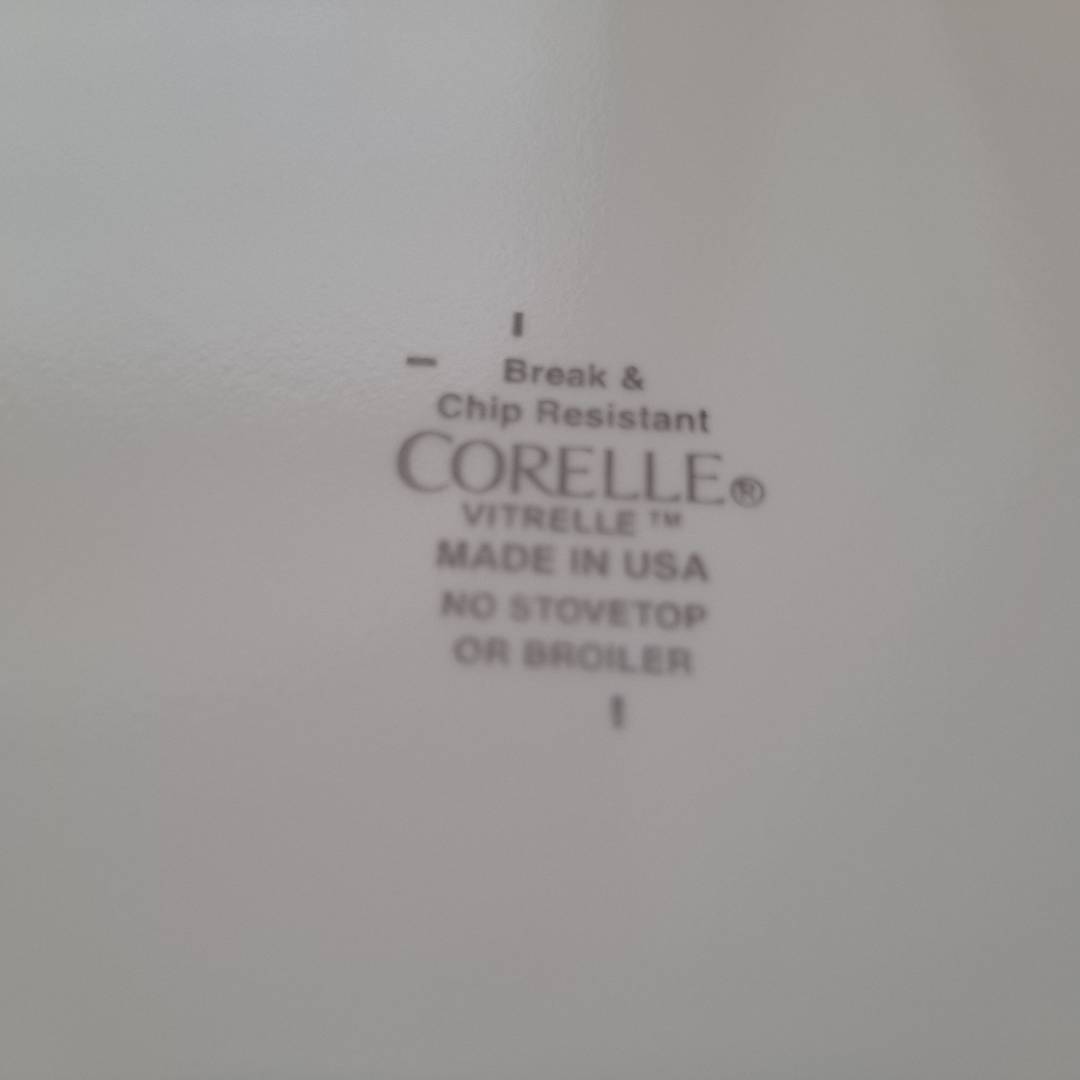 Break &
Chip Resistant
CORELLE®
VITRELLE™
MADE IN USA
NO STOVETOP
OR BROILER